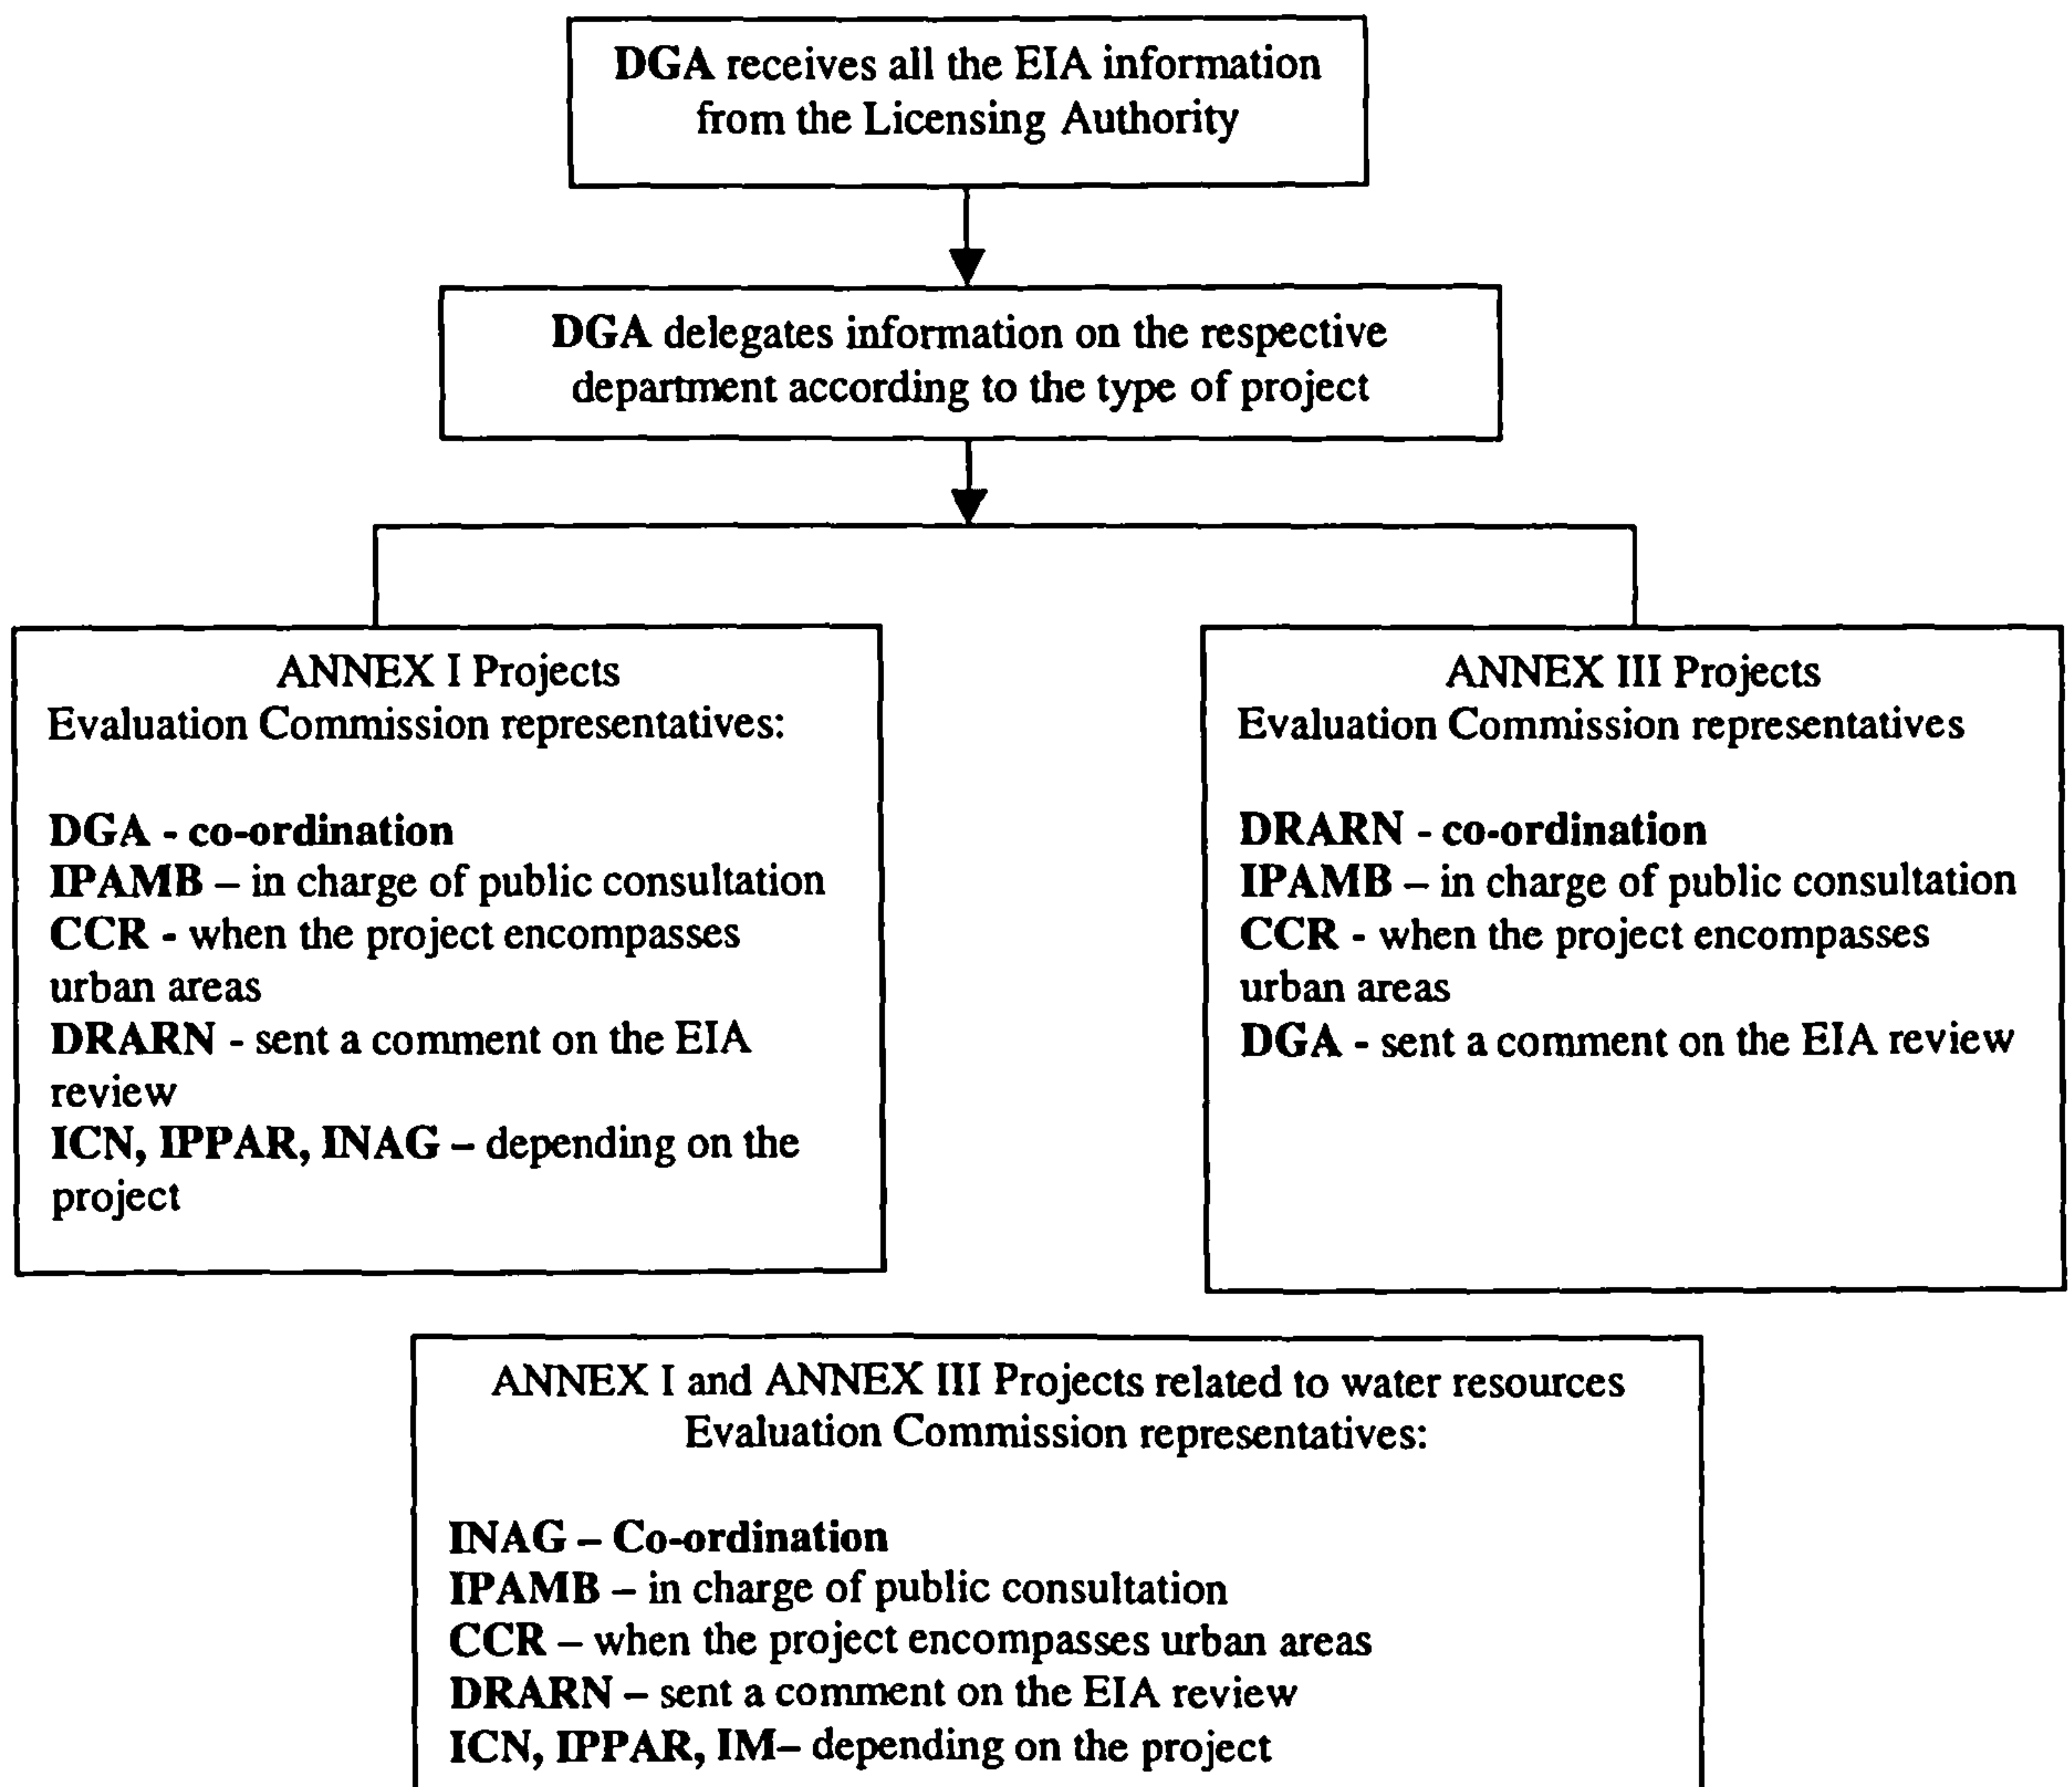 DGA receives all the EIA information
from the Licensing Authority
DGA delegates information on the respective
department according to the type of project
ANNEX I Projects
Evaluation Commission representatives:
DGA - co-ordination
IPAMB – in charge of public consultation
CCR - when the project encompasses
urban areas
DRARN - sent a comment on the EIA
review
ICN, IPPAR, INAG – depending on the
project
ANNEX III Projects
Evaluation Commission representatives
DRARN - co-ordination
IPAMB – in charge of public consultation
CCR - when the project encompasses
urban areas
DGA - sent a comment on the EIA review
ANNEX I and ANNEX III Projects related to water resources
Evaluation Commission representatives:
INAG – Co-ordination
IPAMB – in charge of public consultation
CCR – when the project encompasses urban areas
DRARN – sent a comment on the EIA review
ICN, IPPAR, IM– depending on the project